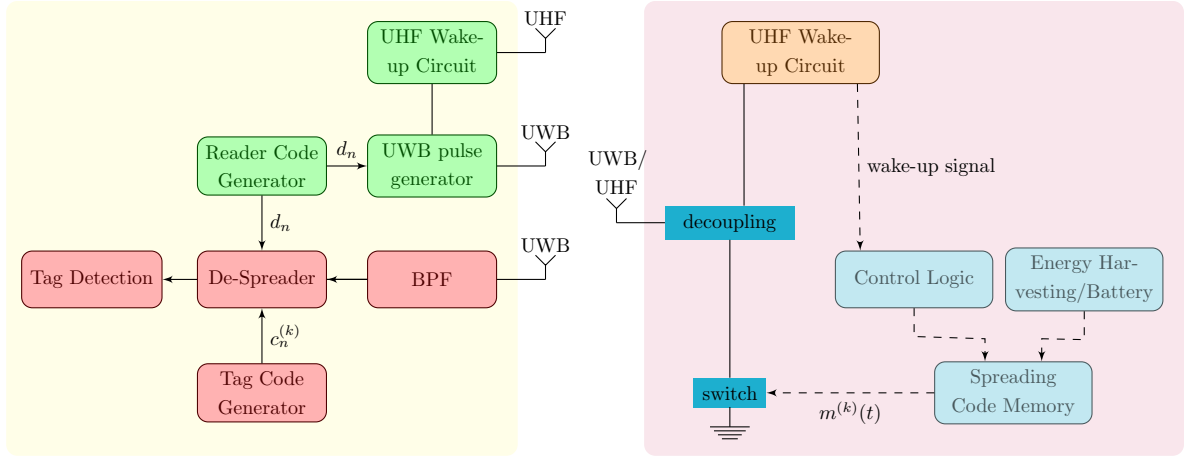 UHF
UHF Wake-
up Circuit
UWB
Reader Code
Generator
d_n
UWB pulse
generator
d_n
UWB
Tag Detection
De-Spreader
BPF
c_n^{(k)}
Tag Code
Generator
UHF Wake-
up Circuit
UWB/
UHF
wake-up signal
decoupling
Control Logic
Energy Har-
vesting/Battery
switch
m^{(k)}(t)
Spreading
Code Memory